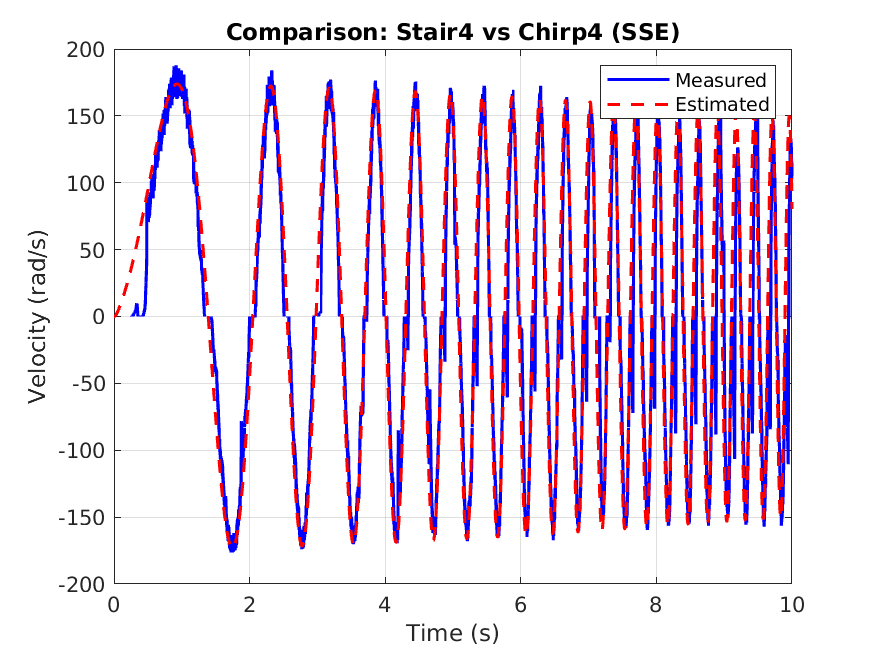 Comparison: Stair4 vs Chirp4 (SSE)
Measured
Estimated
Velocity (rad/s)
200
150
100
50
0
-50
-100
-150
-200
0 2 4 6 8 10
Time (s)